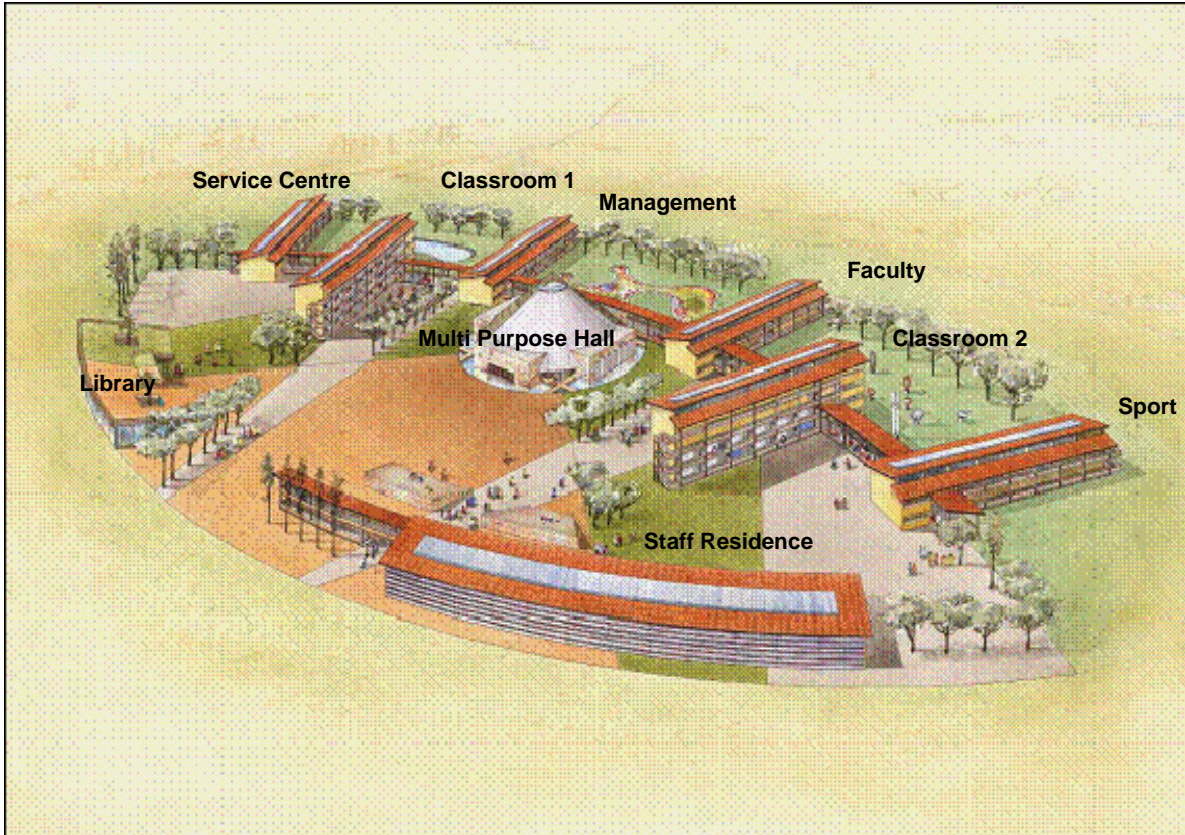 Service Centre
Classroom 1
Management
Faculty
Multi Purpose Hall
Classroom 2
Library
Sport
Staff Residence